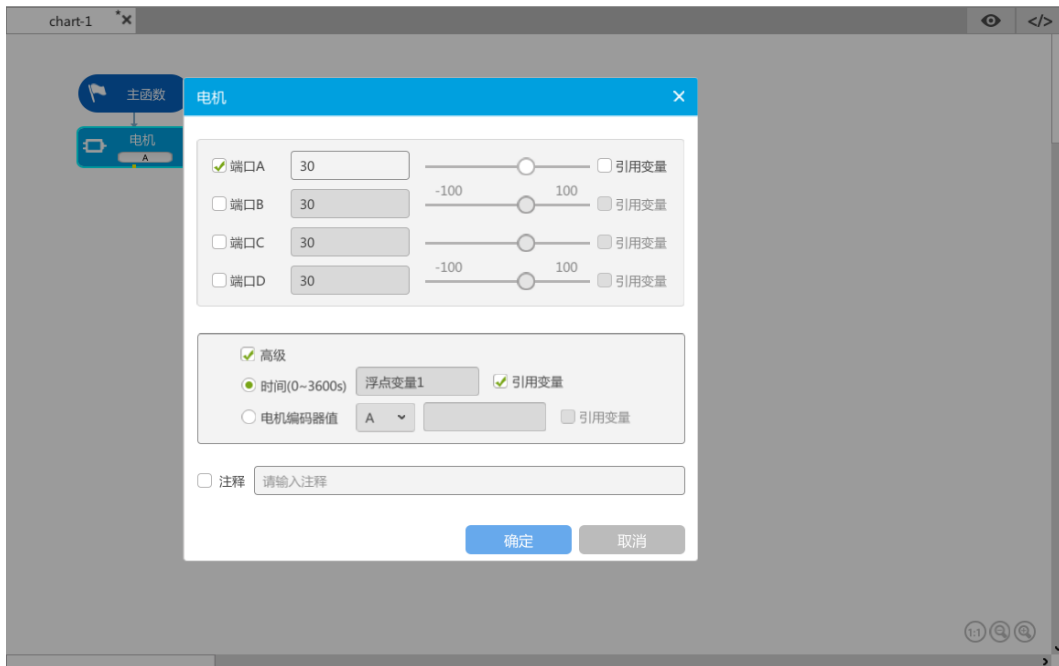 chart-1 *
</>
主函数
电机
A
电机
端口A 30 引用变量
-100 100
端口B 30 引用变量
端口C 30 引用变量
-100 100
端口D 30 引用变量
高级
时间(0~3600s) 浮点变量1 引用变量
电机编码器值 A 引用变量
注释 请输入注释
确定 取消
1:1